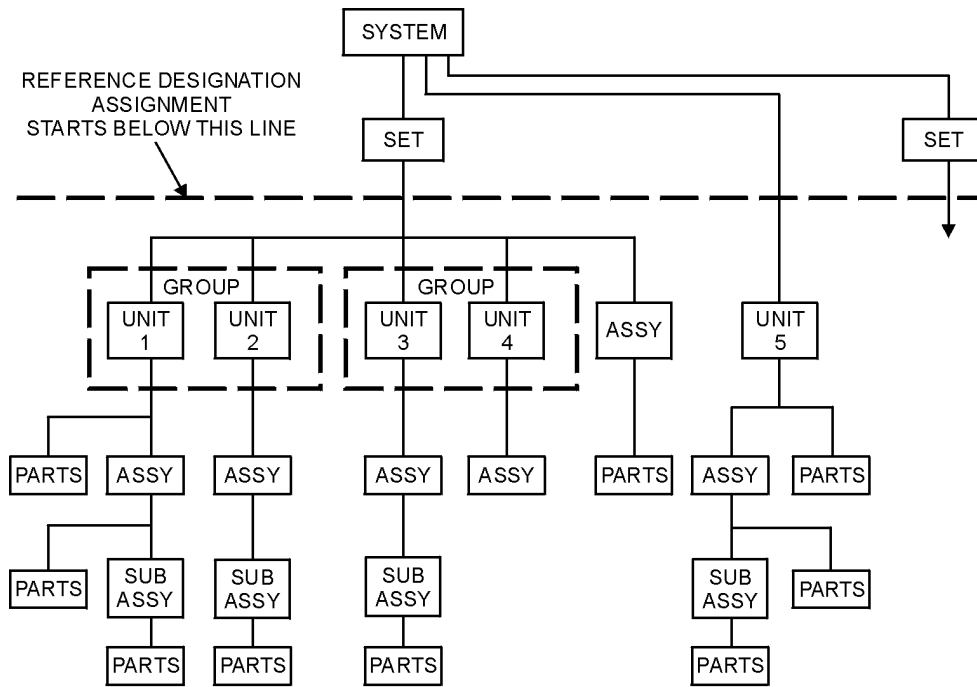 SYSTEM
REFERENCE DESIGNATION
ASSIGNMENT
STARTS BELOW THIS LINE
SET
SET
GROUP
GROUP
UNIT
1
UNIT
2
UNIT
3
UNIT
4
ASSY
UNIT
5
PARTS
ASSY
ASSY
ASSY
ASSY
PARTS
ASSY
PARTS
PARTS
SUB
ASSY
SUB
ASSY
SUB
ASSY
SUB
ASSY
PARTS
PARTS
PARTS
PARTS
PARTS